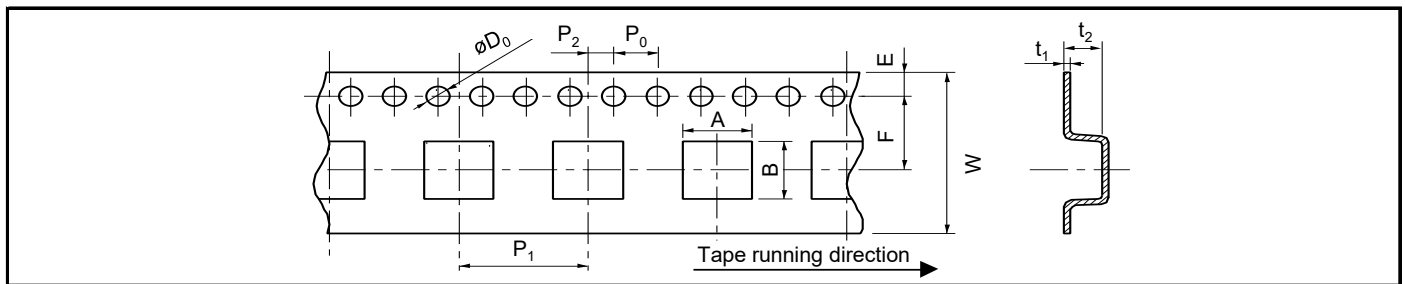 øD₀
P₂
P₀
E
t₂
t₁
A
F
B
W
P₁
Tape running direction